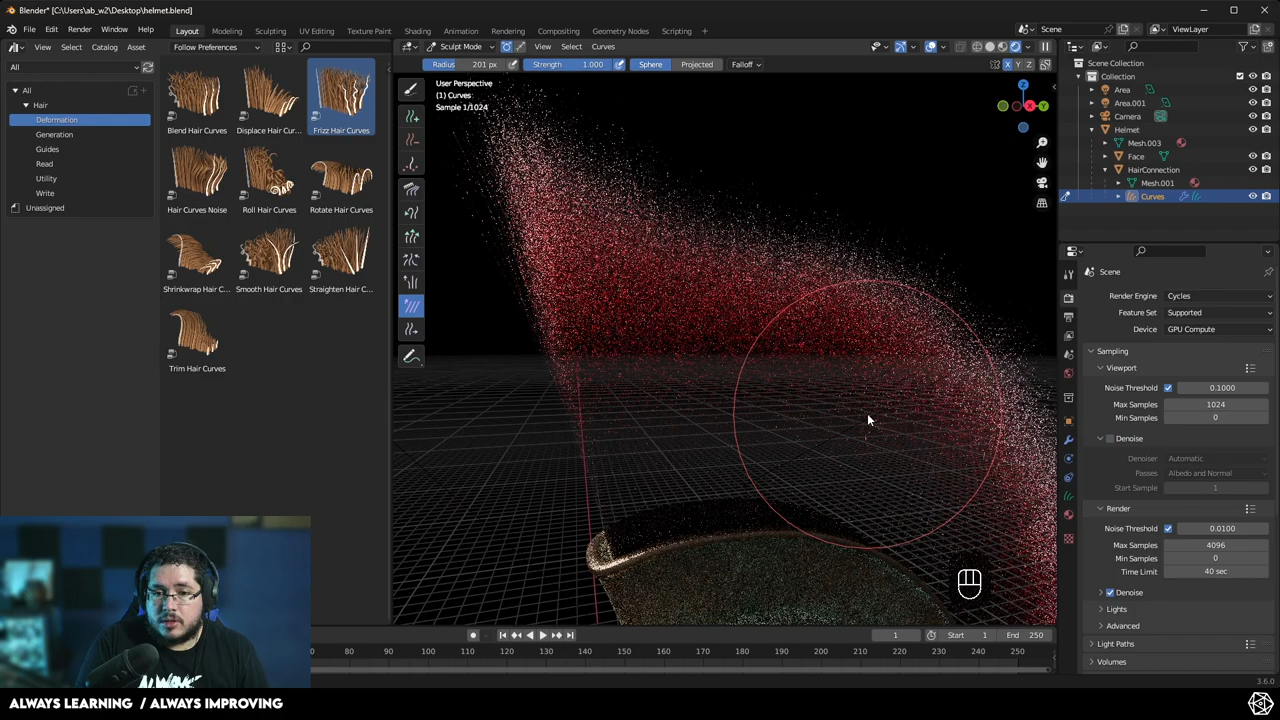 Blender* [C:\Users\ab_w2\Desktop\helmet.blend]
File Edit Render Window Help
Layout Modeling Sculpting UV Editing Texture Paint Shading Animation Rendering Compositing Geometry Nodes Scripting +
Scene ViewLayer
View Select Catalog Asset Follow Preferences
Sculpt Mode View Select Curves
All
Radius 201 px Strength 1.000 Sphere Projected Falloff X Y Z
All
Hair
Deformation
Generation
Guides
Read
Utility
Write
Unassigned
Blend Hair Curves Displace Hair Cur... Frizz Hair Curves
Hair Curves Noise Roll Hair Curves Rotate Hair Curves
Shrinkwrap Hair C... Smooth Hair Curves Straighten Hair C...
Trim Hair Curves
User Perspective
(1) Curves
Sample 1/1024
Z
X Y
Scene Collection
Collection
Area
Area.001
Camera
Helmet
Mesh.003
Face
HairConnection
Mesh.001
Curves
Scene
Render Engine Cycles
Feature Set Supported
Device GPU Compute
Sampling
Viewport
Noise Threshold 0.1000
Max Samples 1024
Min Samples 0
Denoise
Denoiser Automatic
Passes Albedo and Normal
Start Sample 1
Render
Noise Threshold 0.0100
Max Samples 4096
Min Samples 0
Time Limit 40 sec
Denoise
Lights
Advanced
Light Paths
Volumes
1 Start 1 End 250
80 90 100 110 120 130 140 150 160 170 180 190 200 210 220 230 240 250
3.6.0
ALWAYS LEARNING / ALWAYS IMPROVING